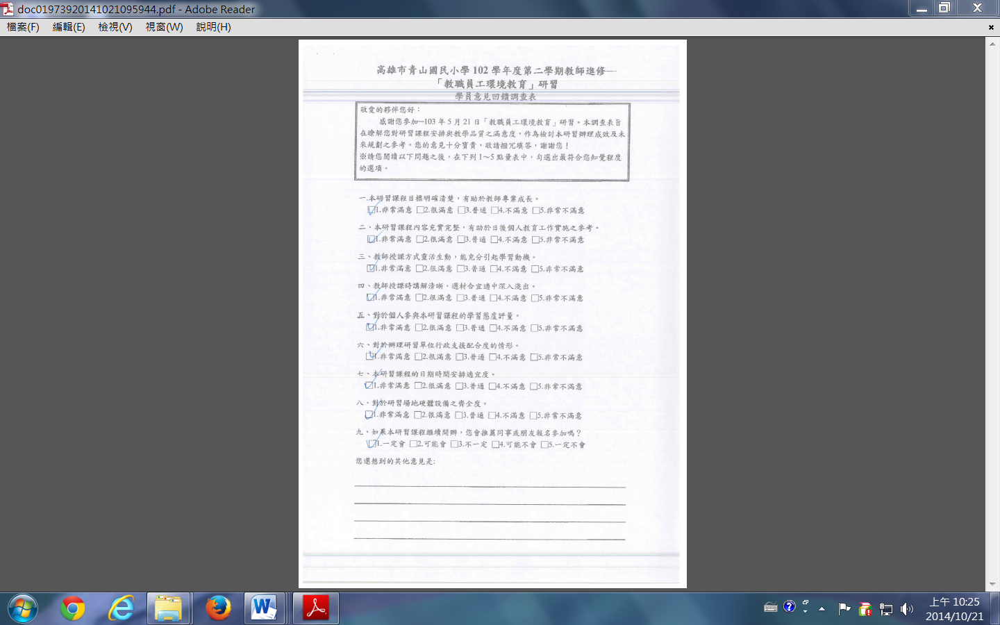 doc01973920141021095944.pdf - Adobe Reader
檔案(F) 編輯(E) 檢視(V) 視窗(W) 說明(H)
高雄市青山國民小學 102 學年度第二學期教師進修—
「教職員工環境教育」研習
學員意見回饋調查表
敬愛的夥伴您好：
感謝您參加—103 年 5 月 21 日「教職員工環境教育」研習。本調查表旨
在瞭解您對研習課程安排與教學品質之滿意度，作為檢討本研習辦理成效及未
來規劃之參考。您的意見十分寶貴，敬請撥冗填答，謝謝您！
※請您閱讀以下問題之後，在下列 1～5 點量表中，勾選出最符合您知覺程度
的選項。
一.本研習課程目標明確清楚，有助於教師專業成長。
□1.非常滿意 □2.很滿意 □3.普通 □4.不滿意 □5.非常不滿意
二、本研習課程內容充實完整，有助於日後個人教育工作實施之參考。
□1.非常滿意 □2.很滿意 □3.普通 □4.不滿意 □5.非常不滿意
三、教師授課方式靈活生動，能充分引起學習動機。
□1.非常滿意 □2.很滿意 □3.普通 □4.不滿意 □5.非常不滿意
四、教師授課時講解清晰，選材合宜適中深入淺出。
□1.非常滿意 □2.很滿意 □3.普通 □4.不滿意 □5.非常不滿意
五、對於個人參與本研習課程的學習態度評量。
□1.非常滿意 □2.很滿意 □3.普通 □4.不滿意 □5.非常不滿意
六、對於辦理研習單位行政支援配合度的情形。
□1.非常滿意 □2.很滿意 □3.普通 □4.不滿意 □5.非常不滿意
七、本研習課程的日期時間安排適宜度。
□1.非常滿意 □2.很滿意 □3.普通 □4.不滿意 □5.非常不滿意
八、對於研習場地硬體設備之齊全度。
□1.非常滿意 □2.很滿意 □3.普通 □4.不滿意 □5.非常不滿意
九、如果本研習課程繼續開辦，您會推薦同事或朋友報名參加嗎？
□1.一定會 □2.可能會 □3.不一定 □4.可能不會 □5.一定不會
您還想到的其他意見是:
上午 10:25
2014/10/21